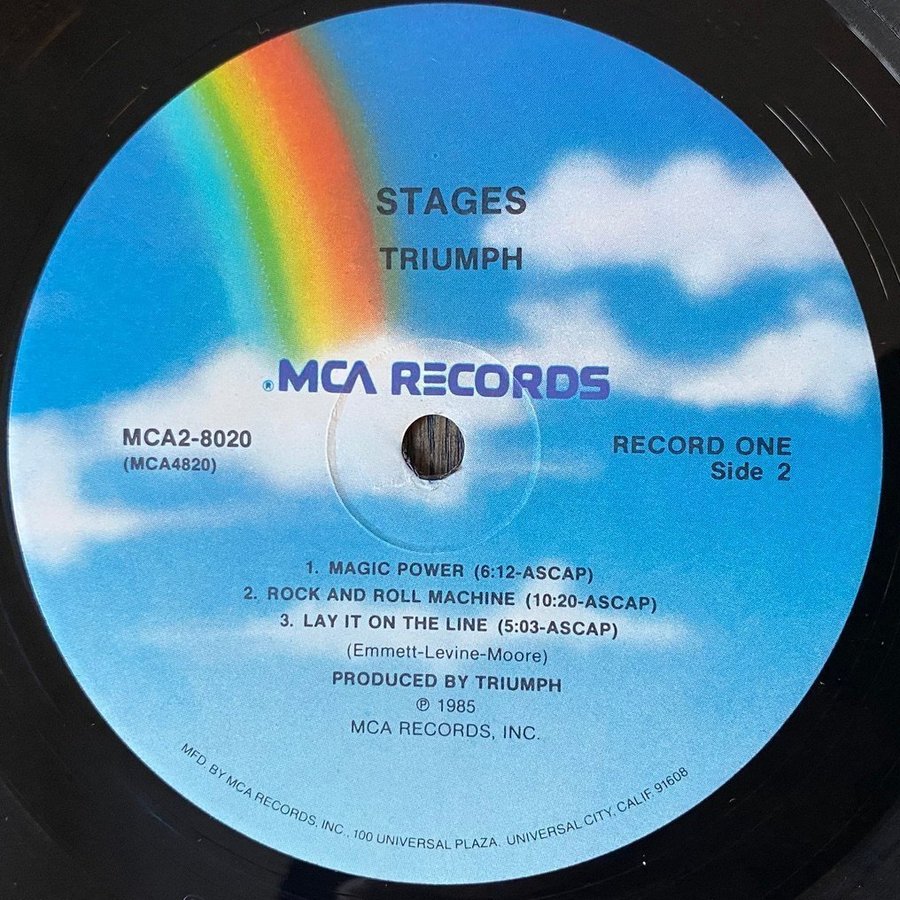 STAGES
TRIUMPH
® MCA RECORDS
MCA2-8020
(MCA4820)
RECORD ONE
Side 2
1. MAGIC POWER (6:12-ASCAP)
2. ROCK AND ROLL MACHINE (10:20-ASCAP)
3. LAY IT ON THE LINE (5:03-ASCAP)
(Emmett-Levine-Moore)
PRODUCED BY TRIUMPH
℗ 1985
MCA RECORDS, INC.
MFD. BY MCA RECORDS, INC., 100 UNIVERSAL PLAZA, UNIVERSAL CITY, CALIF. 91608